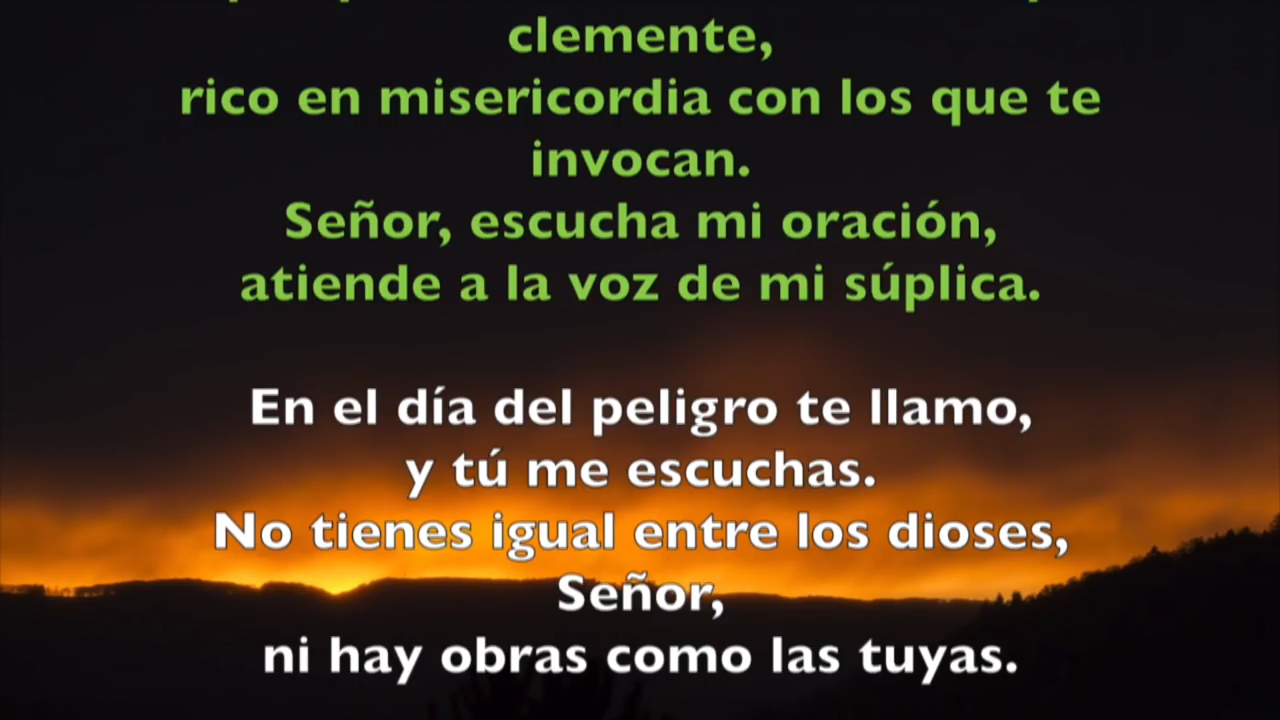 clemente,
rico en misericordia con los que te
invocan.
Señor, escucha mi oración,
atiende a la voz de mi súplica.
En el día del peligro te llamo,
y tú me escuchas.
No tienes igual entre los dioses,
Señor,
ni hay obras como las tuyas.